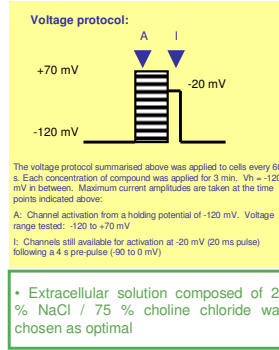 Voltage protocol:
A I
+70 mV
-20 mV
-120 mV
The voltage protocol summarised above was applied to cells every 60
s. Each concentration of compound was applied for 3 min. Vh = -120
mV in between. Maximum current amplitudes are taken at the time
points indicated above:
A: Channel activation from a holding potential of -120 mV. Voltage
range tested: -120 to +70 mV
I: Channels still available for activation at -20 mV (20 ms pulse)
following a 4 s pre-pulse (-90 to 0 mV)
• Extracellular solution composed of 2
% NaCl / 75 % choline chloride wa
chosen as optimal